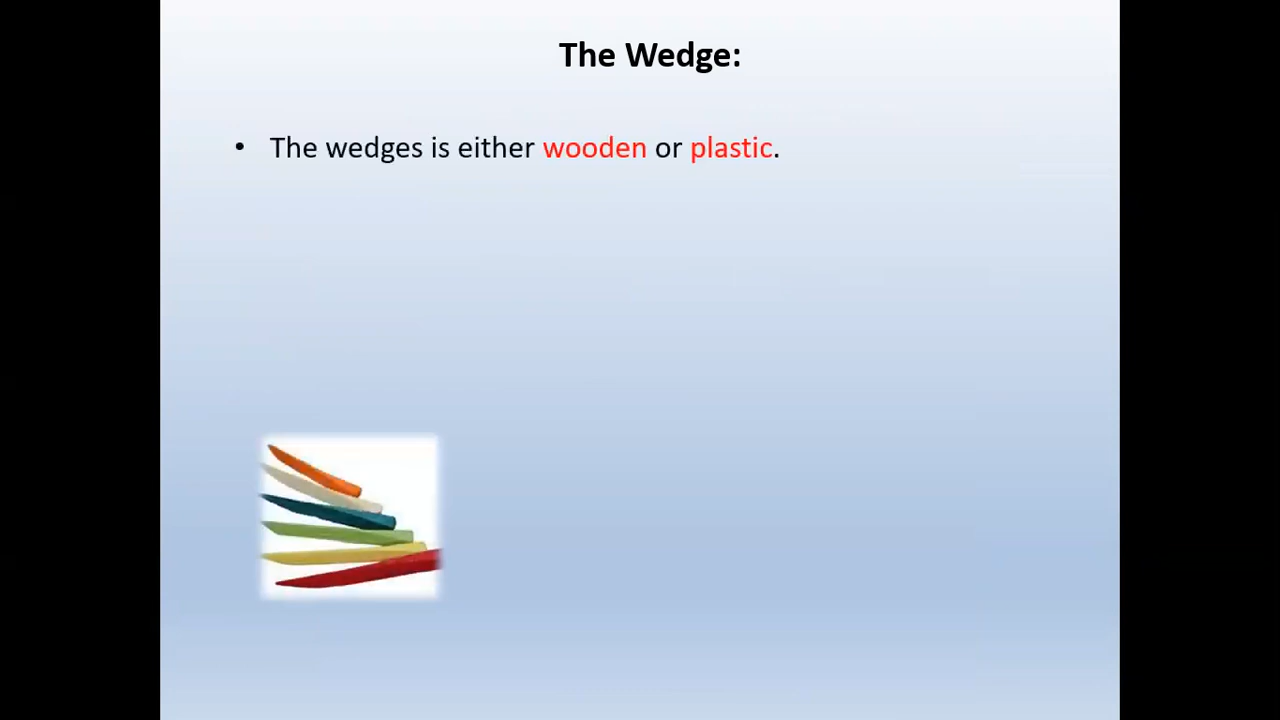 The Wedge:
• The wedges is either wooden or plastic.